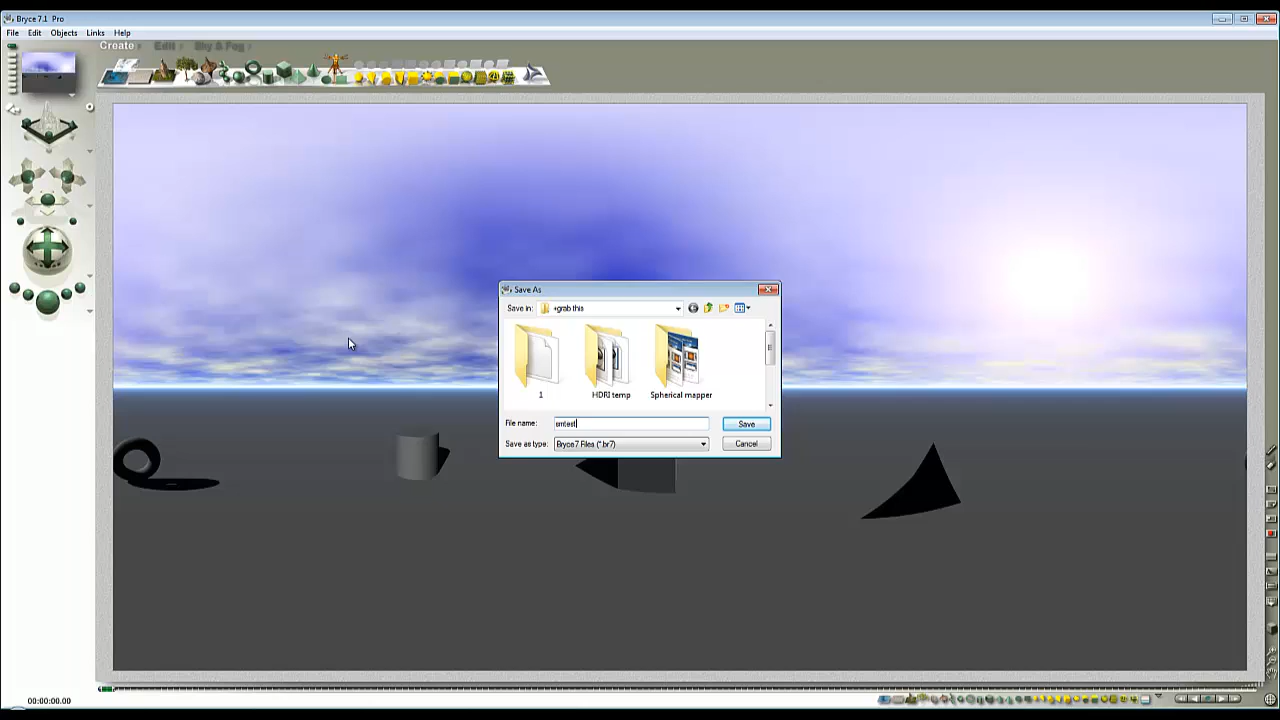 Bryce 7.1 Pro
File Edit Objects Links Help
Create Edit Sky & Fog
Save As
Save in: +grab this
1 HDRI temp Spherical mapper
File name: smtest Save
Save as type: Bryce7 Files (*.br7) Cancel
00:00:00.00